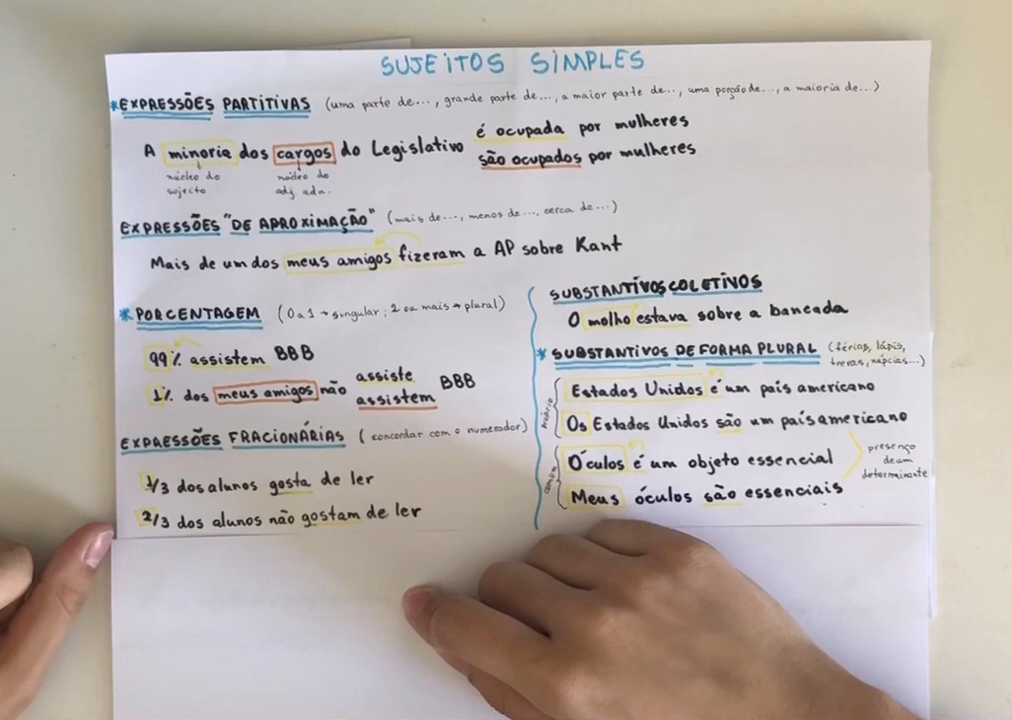 SUJEITOS SIMPLES
*EXPRESSÕES PARTITIVAS (uma parte de..., grande parte de..., a maior parte de..., uma porção de..., a maioria de...)
A minoria dos cargos do Legislativo
é ocupada por mulheres
são ocupados por mulheres
núcleo do
sujecto
núcleo do
adj. adn.
EXPRESSÕES "DE APROXIMAÇÃO" (mais de..., menos de..., cerca de...)
Mais de um dos meus amigos fizeram a AP sobre Kant
*PORCENTAGEM (0 a 1 → singular; 2 ou mais → plural)
99% assistem BBB
1% dos meus amigos não
assiste
assistem
BBB
EXPRESSÕES FRACIONÁRIAS (concordar com o numerador)
1/3 dos alunos gosta de ler
2/3 dos alunos não gostam de ler
SUBSTANTIVOS COLETIVOS
O molho estava sobre a bancada
*SUBSTANTIVOS DE FORMA PLURAL (férias, lápis,
trevas, núpcias...)
próprio
Estados Unidos é um país americano
Os Estados Unidos são um país americano
comum
Óculos é um objeto essencial
Meus óculos são essenciais
presença
de um
determinante